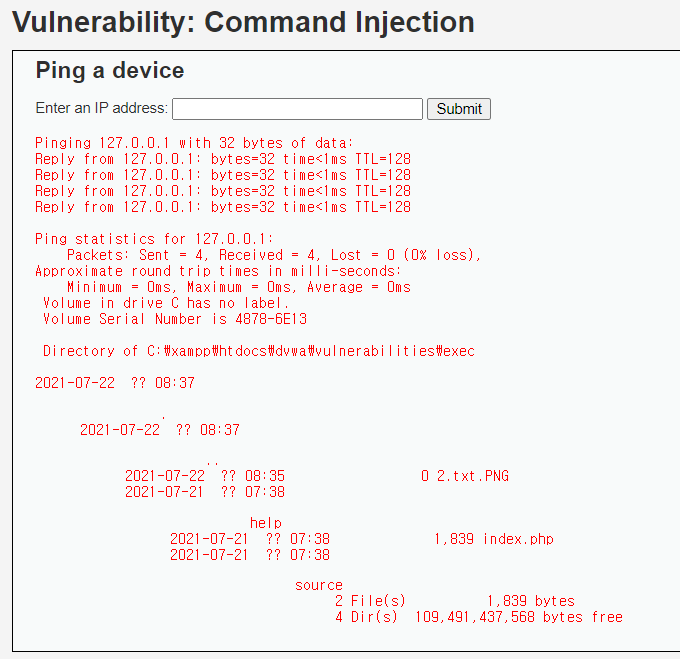 Vulnerability: Command Injection
Ping a device
Enter an IP address: Submit
Pinging 127.0.0.1 with 32 bytes of data:
Reply from 127.0.0.1: bytes=32 time<1ms TTL=128
Reply from 127.0.0.1: bytes=32 time<1ms TTL=128
Reply from 127.0.0.1: bytes=32 time<1ms TTL=128
Reply from 127.0.0.1: bytes=32 time<1ms TTL=128
Ping statistics for 127.0.0.1:
Packets: Sent = 4, Received = 4, Lost = 0 (0% loss),
Approximate round trip times in milli-seconds:
Minimum = 0ms, Maximum = 0ms, Average = 0ms
Volume in drive C has no label.
Volume Serial Number is 4878-6E13
Directory of C:₩xampp₩htdocs₩dvwa₩vulnerabilities₩exec
2021-07-22 ?? 08:37
.
2021-07-22 ?? 08:37
..
2021-07-22 ?? 08:35 0 2.txt.PNG
2021-07-21 ?? 07:38
help
2021-07-21 ?? 07:38 1,839 index.php
2021-07-21 ?? 07:38
source
2 File(s) 1,839 bytes
4 Dir(s) 109,491,437,568 bytes free